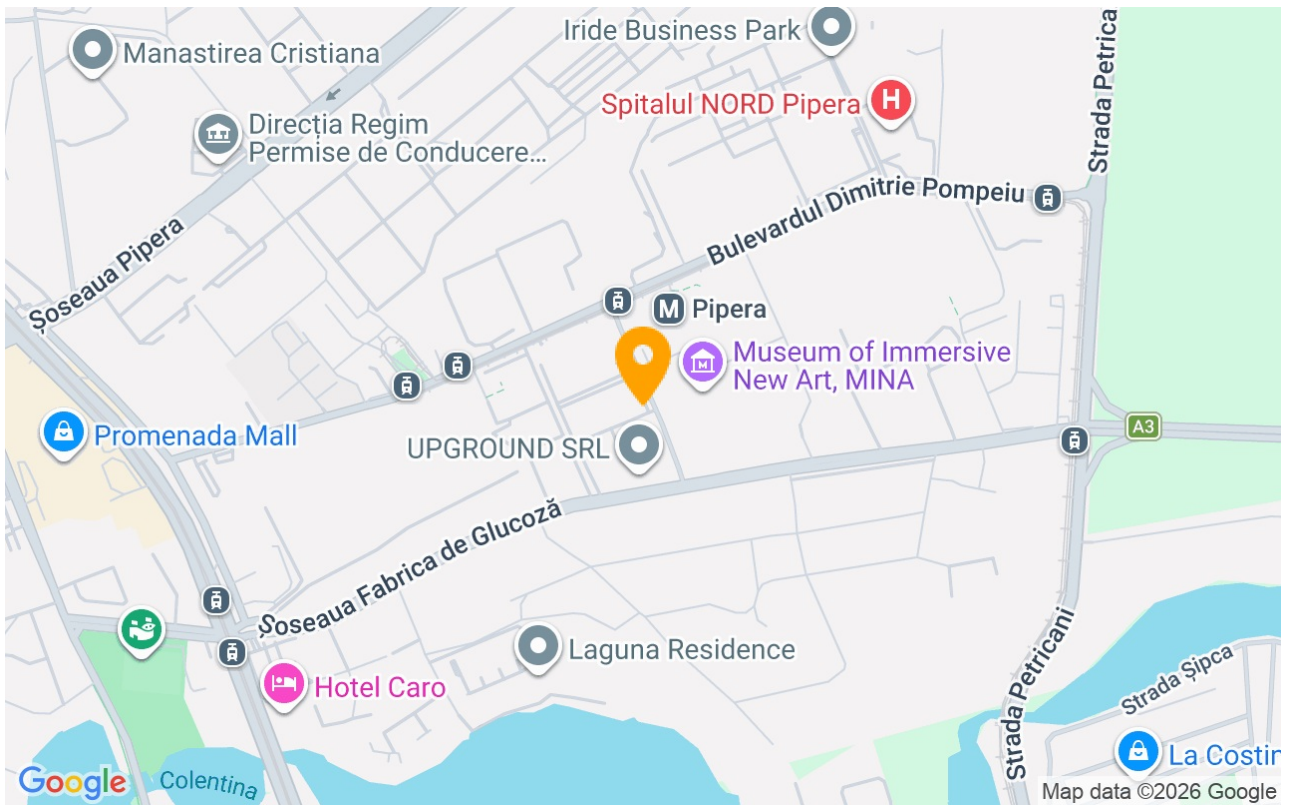 Iride Business Park
Manastirea Cristiana
Strada Petrica
Spitalul NORD Pipera
H
Direcția Regim
Permise de Conducere...
Bulevardul Dimitrie Pompeiu
Șoseaua Pipera
M Pipera
Museum of Immersive
New Art, MINA
Promenada Mall
A3
UPGROUND SRL
Șoseaua Fabrica de Glucoză
Laguna Residence
Strada Petricani
Strada Șipca
Hotel Caro
La Costin
Google
Colentina
Map data ©2026 Google